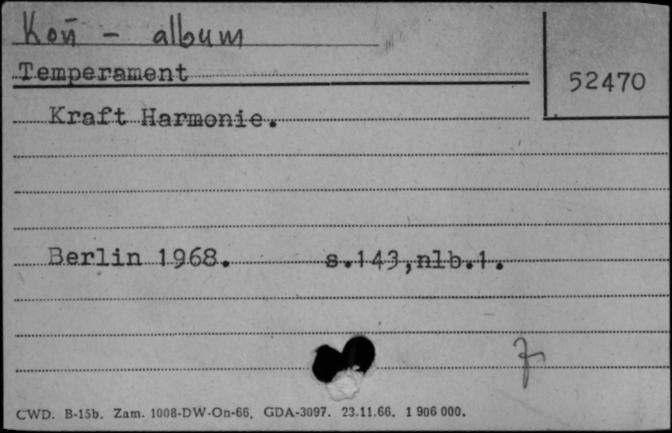 Koń - album
Temperament
52470
Kraft Harmonie.
Berlin 1968. s.143,nlb.1.
CWD. B-15b. Zam. 1008-DW-On-66. GDA-3097. 23.11.66. 1 906 000.